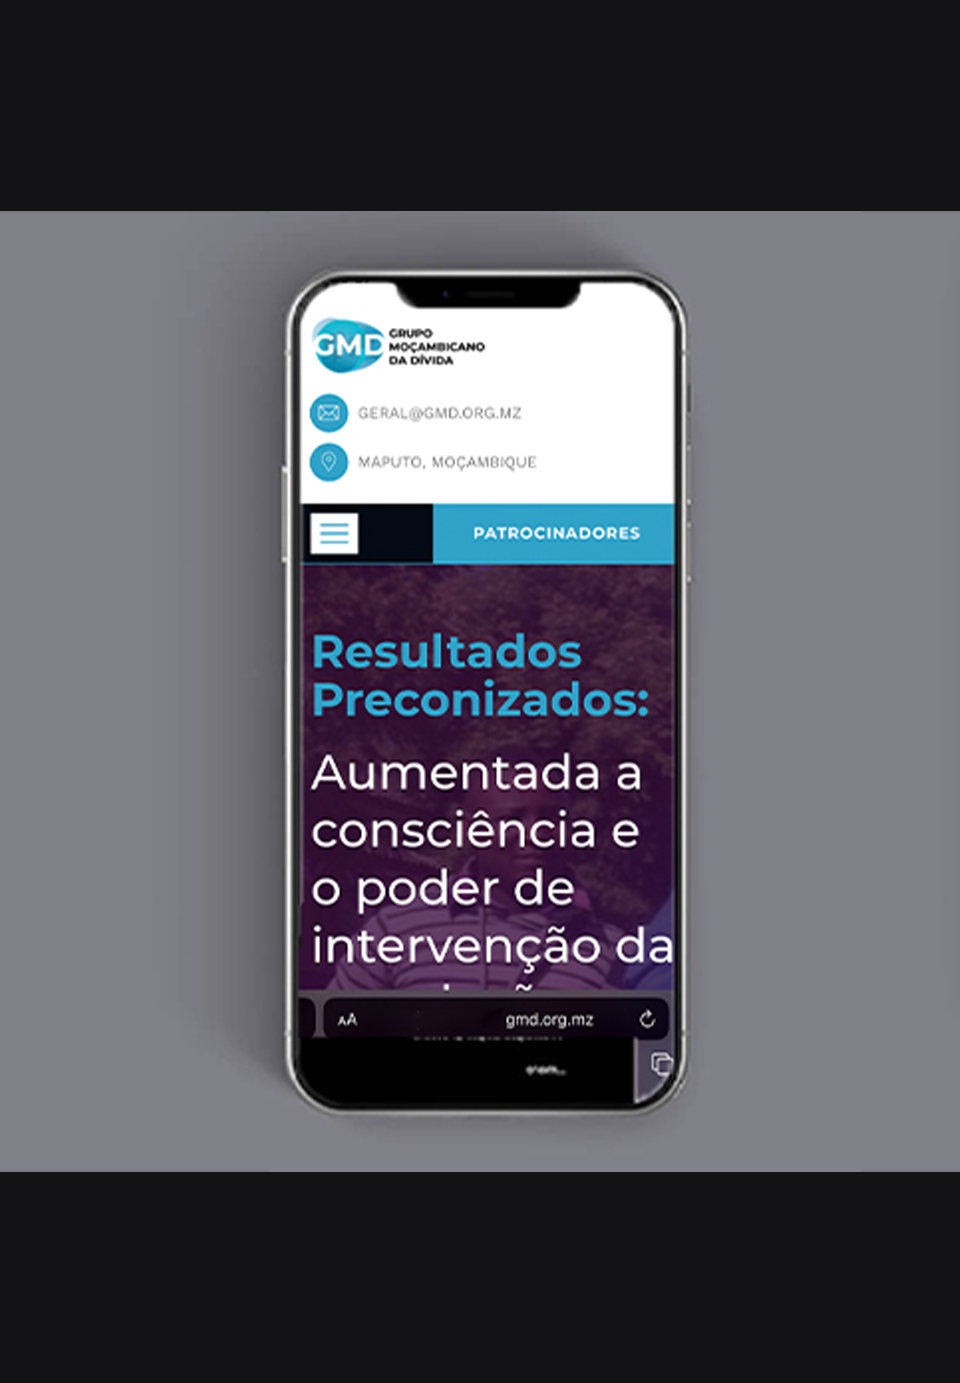 GMD
GRUPO
MOÇAMBICANO
DA DÍVIDA
GERAL@GMD.ORG.MZ
MAPUTO, MOÇAMBIQUE
PATROCINADORES
Resultados
Preconizados:
Aumentada a
consciência e
o poder de
intervenção da
AA
gmd.org.mz